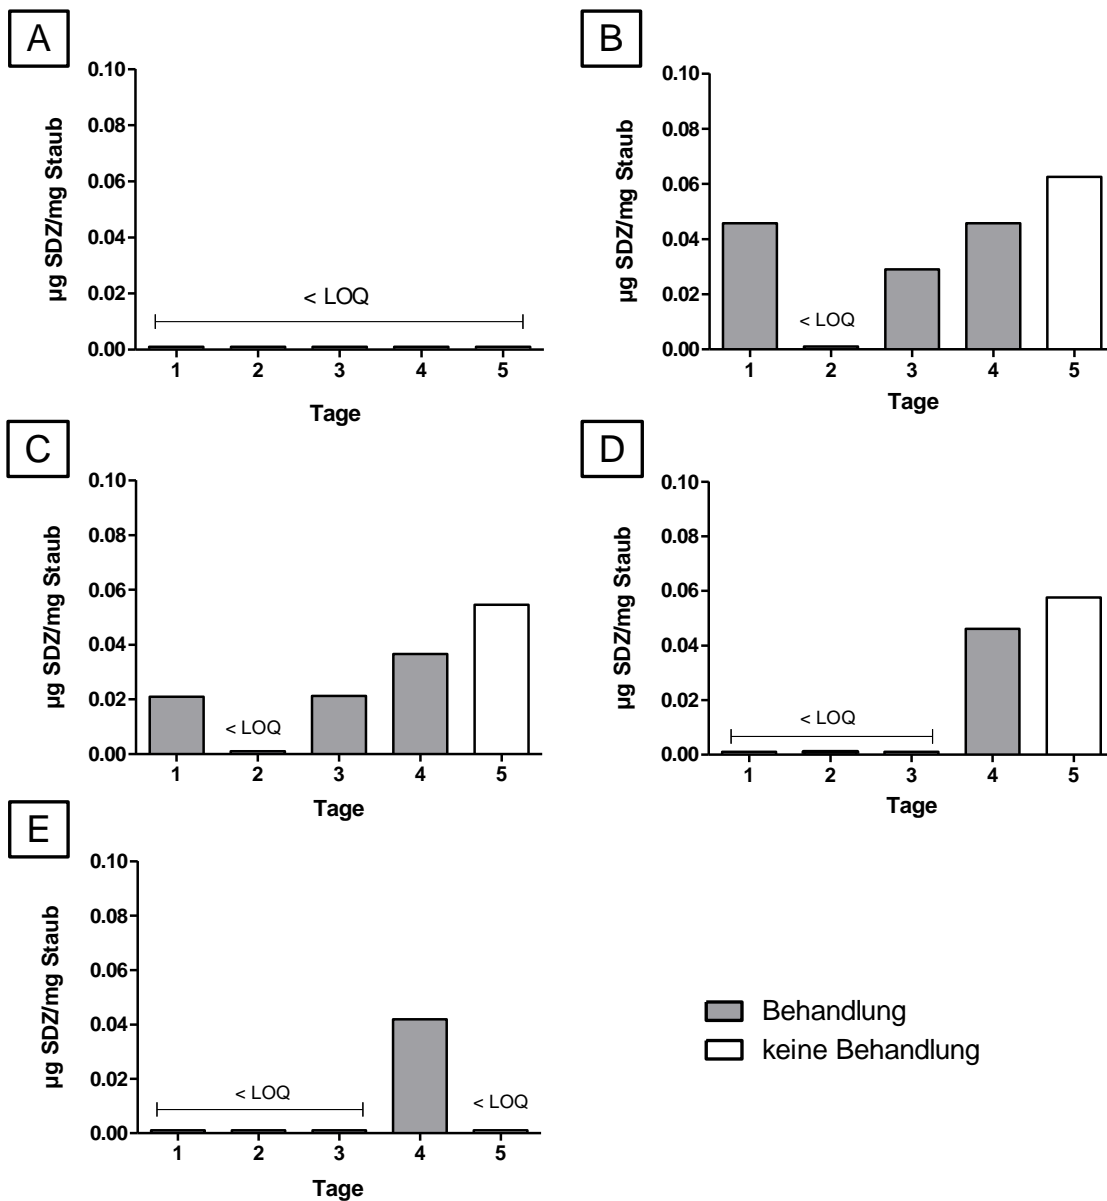 A
µg SDZ/mg Staub
0.10
0.08
0.06
0.04
0.02
0.00
< LOQ
1 2 3 4 5
Tage
B
µg SDZ/mg Staub
0.10
0.08
0.06
0.04
0.02
0.00
< LOQ
1 2 3 4 5
Tage
C
µg SDZ/mg Staub
0.10
0.08
0.06
0.04
0.02
0.00
< LOQ
1 2 3 4 5
Tage
D
µg SDZ/mg Staub
0.10
0.08
0.06
0.04
0.02
0.00
< LOQ
1 2 3 4 5
Tage
E
µg SDZ/mg Staub
0.10
0.08
0.06
0.04
0.02
0.00
< LOQ
< LOQ
1 2 3 4 5
Tage
Behandlung
keine Behandlung